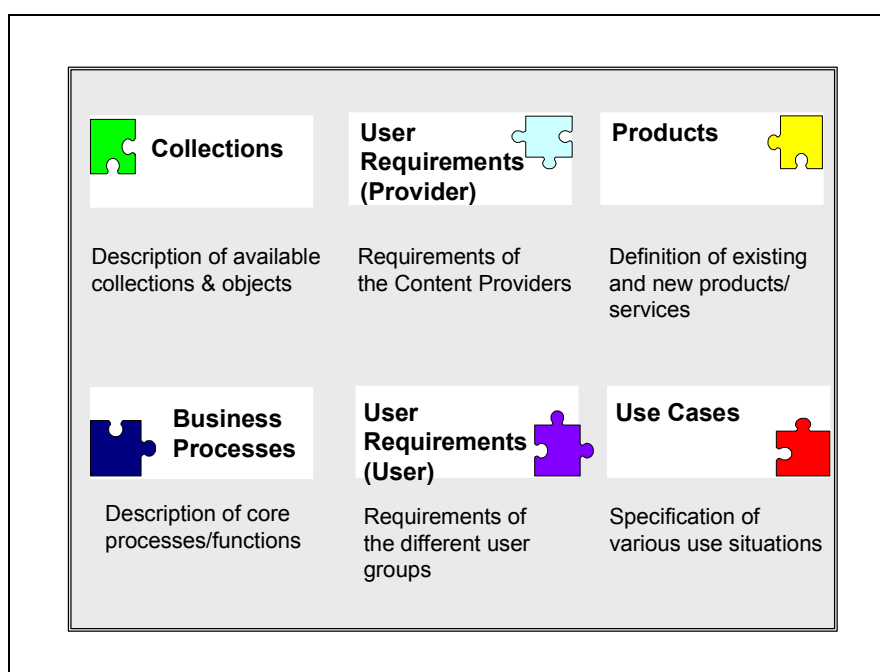 Collections
User
Requirements
(Provider)
Products
Description of available
collections & objects
Requirements of
the Content Providers
Definition of existing
and new products/
services
Business
Processes
User
Requirements
(User)
Use Cases
Description of core
processes/functions
Requirements of
the different user
groups
Specification of
various use situations